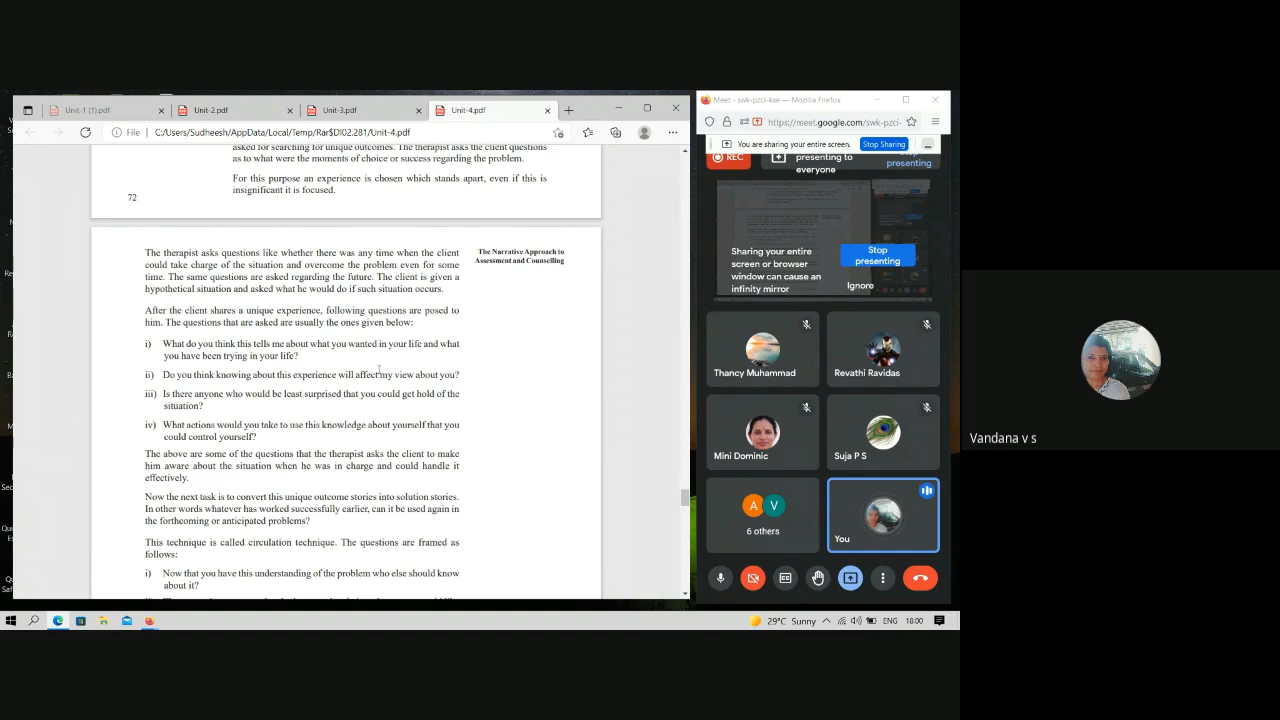 Unit-1 (1).pdf
Unit-2.pdf
Unit-3.pdf
Unit-4.pdf
File
C:/Users/Sudheesh/AppData/Local/Temp/Rar$DI02.281/Unit-4.pdf
asked for searching for unique outcomes. The therapist asks the client questions
as to what were the moments of choice or success regarding the problem.
For this purpose an experience is chosen which stands apart, even if this is
insignificant it is focused.
72
The Narrative Approach to
Assessment and Counselling
The therapist asks questions like whether there was any time when the client
could take charge of the situation and overcome the problem even for some
time. The same questions are asked regarding the future. The client is given a
hypothetical situation and asked what he would do if such situation occurs.
After the client shares a unique experience, following questions are posed to
him. The questions that are asked are usually the ones given below:
i) What do you think this tells me about what you wanted in your life and what
you have been trying in your life?
ii) Do you think knowing about this experience will affect my view about you?
iii) Is there anyone who would be least surprised that you could get hold of the
situation?
iv) What actions would you take to use this knowledge about yourself that you
could control yourself?
The above are some of the questions that the therapist asks the client to make
him aware about the situation when he was in charge and could handle it
effectively.
Now the next task is to convert this unique outcome stories into solution stories.
In other words whatever has worked successfully earlier, can it be used again in
the forthcoming or anticipated problems?
This technique is called circulation technique. The questions are framed as
follows:
i) Now that you have this understanding of the problem who else should know
about it?
Meet - swk-pzci-kxe — Mozilla Firefox
https://meet.google.com/swk-pzci-
You are sharing your entire screen.
Stop Sharing
REC
presenting to
everyone
presenting
Sharing your entire
screen or browser
window can cause an
infinity mirror
Stop
presenting
Ignore
Thancy Muhammad
Revathi Ravidas
Mini Dominic
Suja P S
A V
6 others
You
29°C Sunny
ENG
18:00
Vandana v s